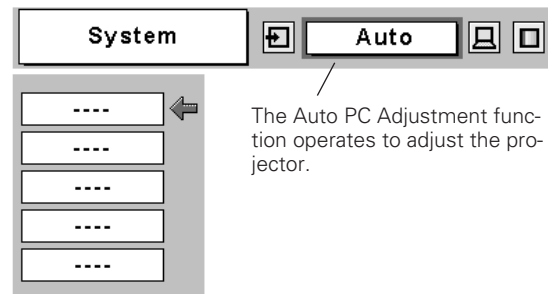 System
Auto
The Auto PC Adjustment func-
tion operates to adjust the pro-
jector.
----
----
----
----
----